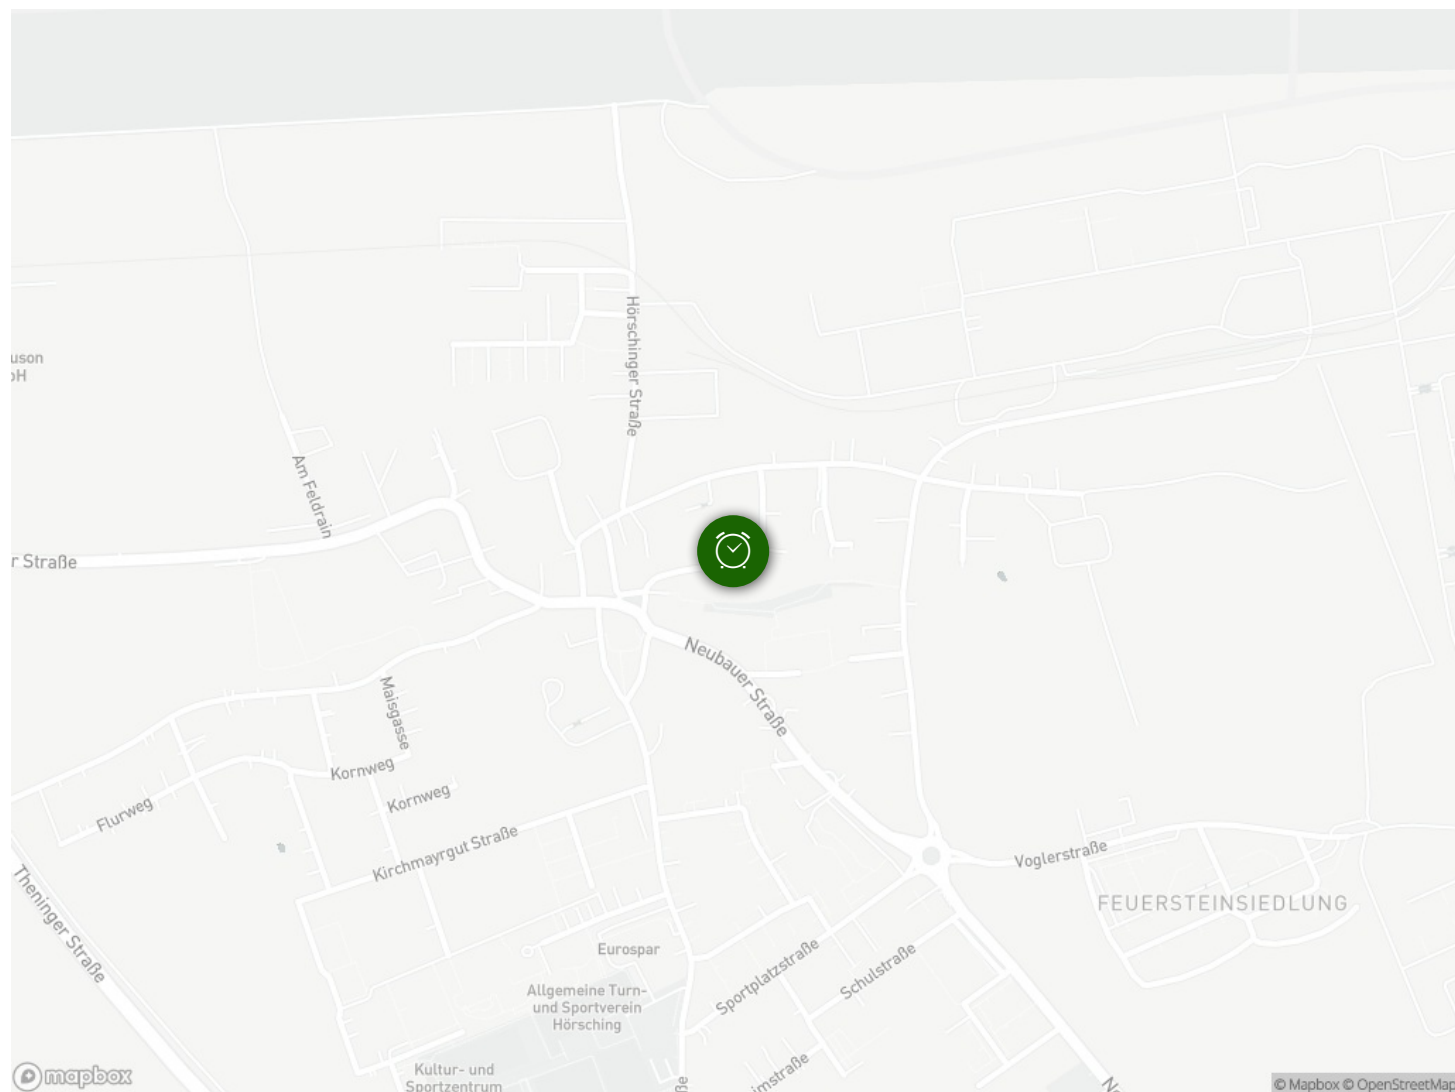 Hörschinger Straße
uson
bH
Am Feldrain
r Straße
Neubauer Straße
Maisgasse
Kornweg
Kornweg
Flurweg
Kirchmayrgut Straße
Voglerstraße
Theninger Straße
FEUERSTEINSIEDLUNG
Eurospar
Sportplatzstraße
Schulstraße
Allgemeine Turn-
und Sportverein
Hörsching
Kultur- und
Sportzentrum
mapbox
© Mapbox © OpenStreetMap